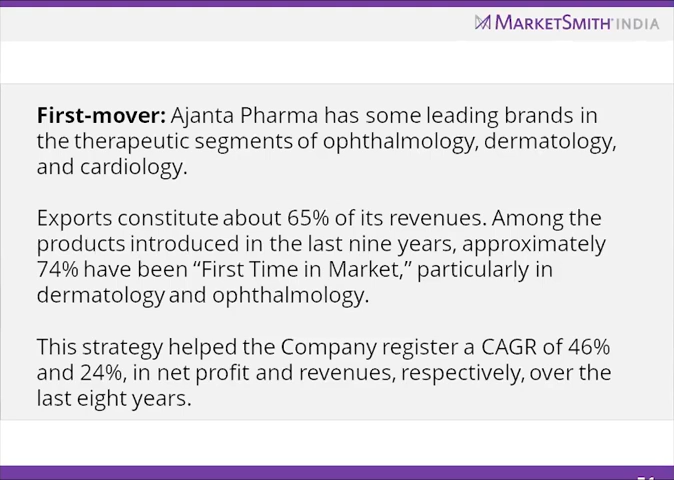 MARKETSMITH INDIA
First-mover: Ajanta Pharma has some leading brands in
the therapeutic segments of ophthalmology, dermatology,
and cardiology.
Exports constitute about 65% of its revenues. Among the
products introduced in the last nine years, approximately
74% have been “First Time in Market,” particularly in
dermatology and ophthalmology.
This strategy helped the Company register a CAGR of 46%
and 24%, in net profit and revenues, respectively, over the
last eight years.